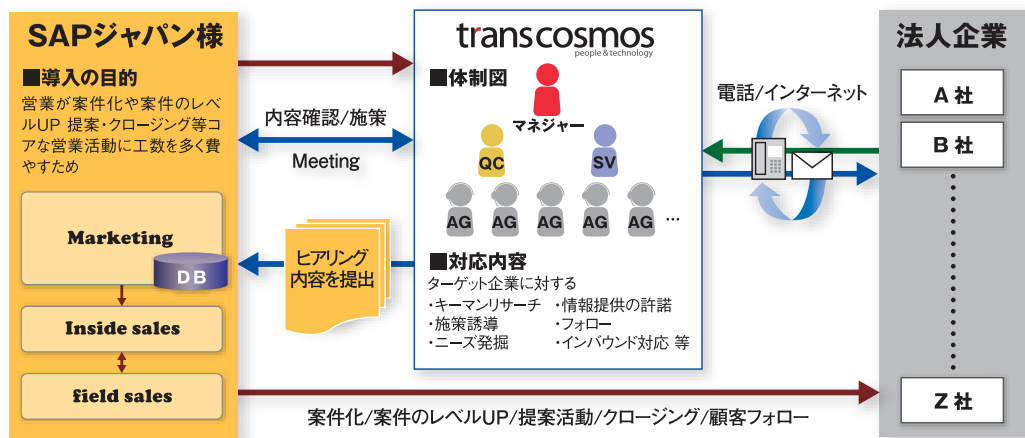 SAPジャパン様
■導入の目的
営業が案件化や案件のレベ
ルUP 提案・クロージング等コ
アな営業活動に工数を多く費
やすため
Marketing
DB
Inside sales
field sales
内容確認/施策
Meeting
ヒアリング
内容を提出
transcosmos
people & technology
■体制図
マネジャー
QC
SV
AG AG AG AG AG …
■対応内容
ターゲット企業に対する
・キーマンリサーチ ・情報提供の許諾
・施策誘導 ・フォロー
・ニーズ発掘 ・インバウンド対応 等
電話/インターネット
法人企業
A社
B社
Z社
案件化/案件のレベルUP/提案活動/クロージング/顧客フォロー